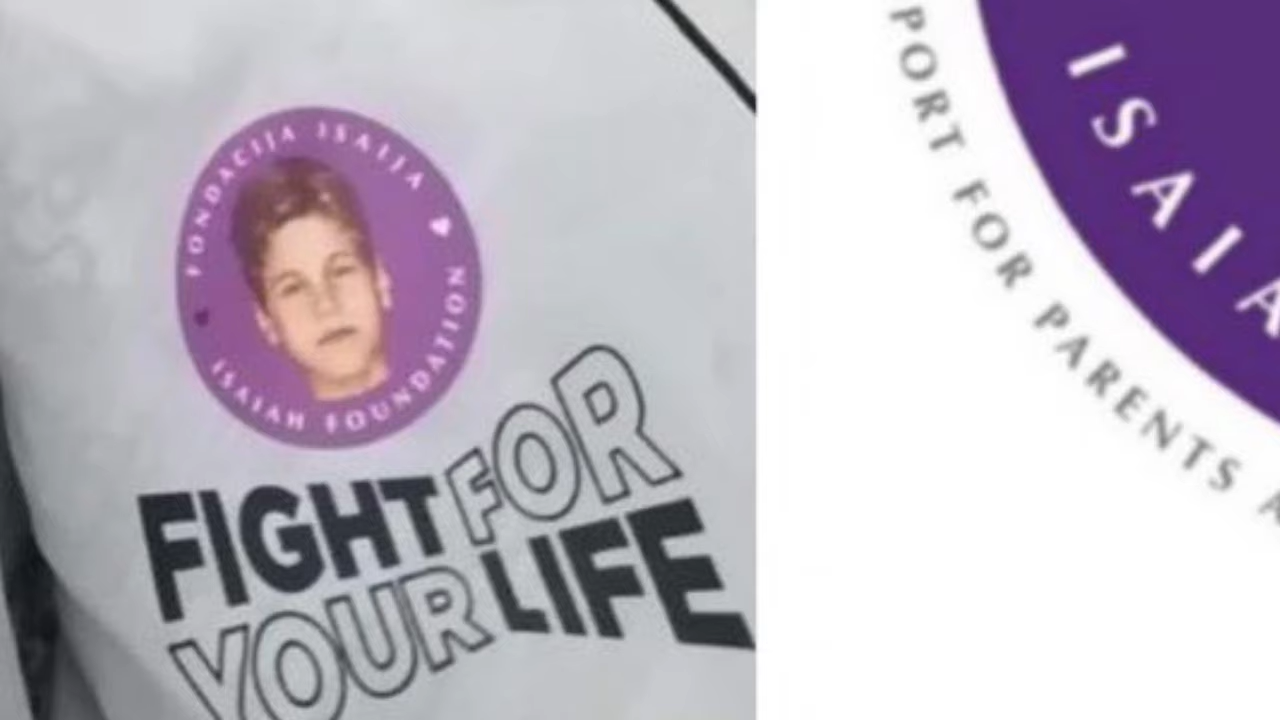 FONDACIJA ISAIJA
ISAIAH FOUNDATION
FIGHT FOR
YOUR LIFE
ISAIA
PORT FOR PARENTS A